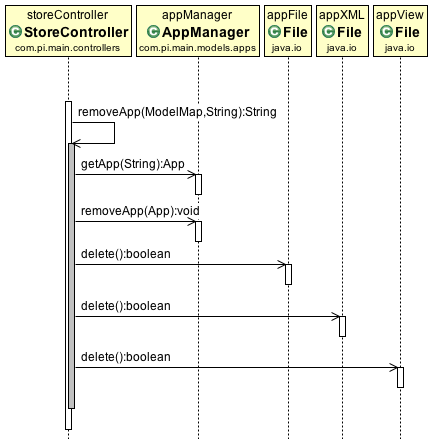 storeController
C StoreController
com.pi.main.controllers
appManager
C AppManager
com.pi.main.models.apps
appFile
C File
java.io
appXML
C File
java.io
appView
C File
java.io
removeApp(ModelMap,String):String
getApp(String):App
removeApp(App):void
delete():boolean
delete():boolean
delete():boolean